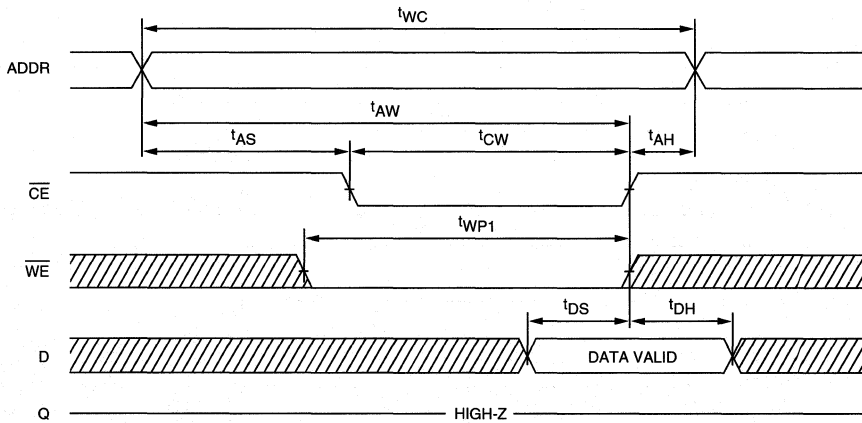 tWC
ADDR
tAW
tAS tCW tAH
CE
tWP1
WE
tDS tDH
D DATA VALID
Q HIGH-Z